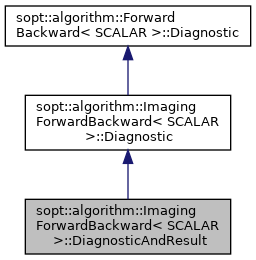 sopt::algorithm::Forward
Backward< SCALAR >::Diagnostic
sopt::algorithm::Imaging
ForwardBackward< SCALAR
>::Diagnostic
sopt::algorithm::Imaging
ForwardBackward< SCALAR
>::DiagnosticAndResult